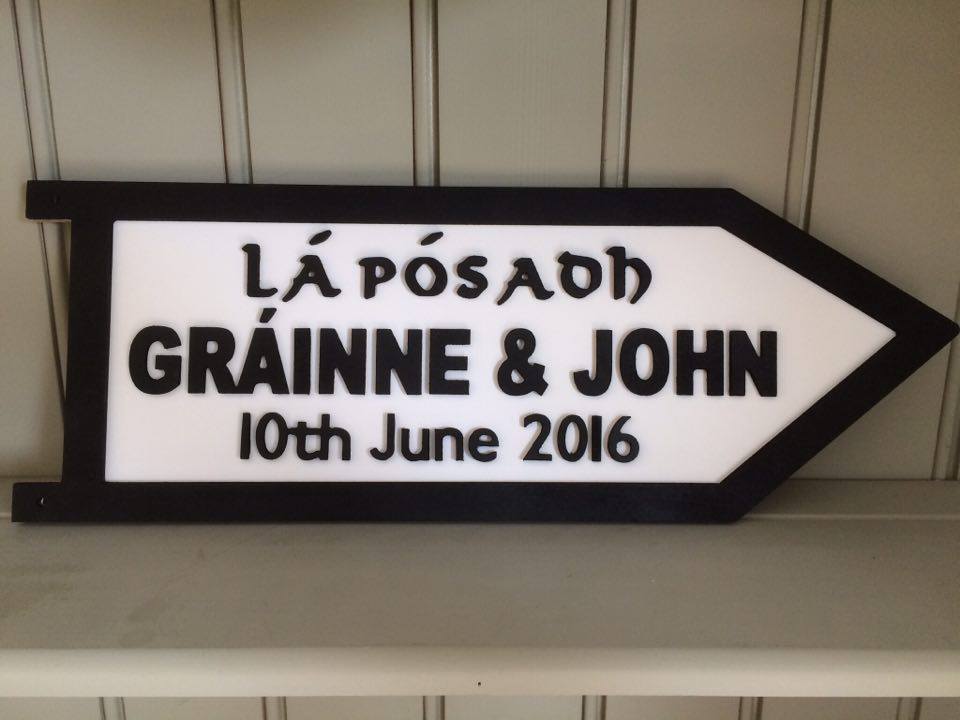 LÁ PÓSADH
GRÁINNE & JOHN
10th June 2016